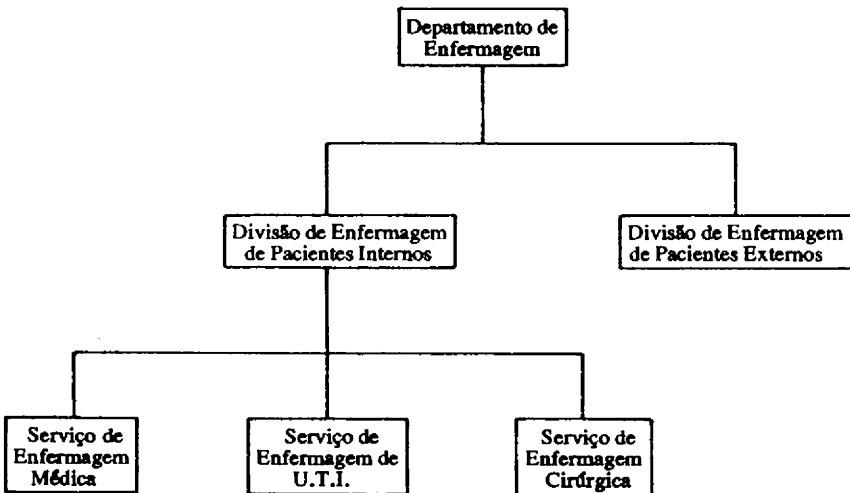 Departamento de
Enfermagem
Divisão de Enfermagem
de Pacientes Internos
Divisão de Enfermagem
de Pacientes Externos
Serviço de
Enfermagem
Médica
Serviço de
Enfermagem de
U.T.I.
Serviço de
Enfermagem
Cirúrgica